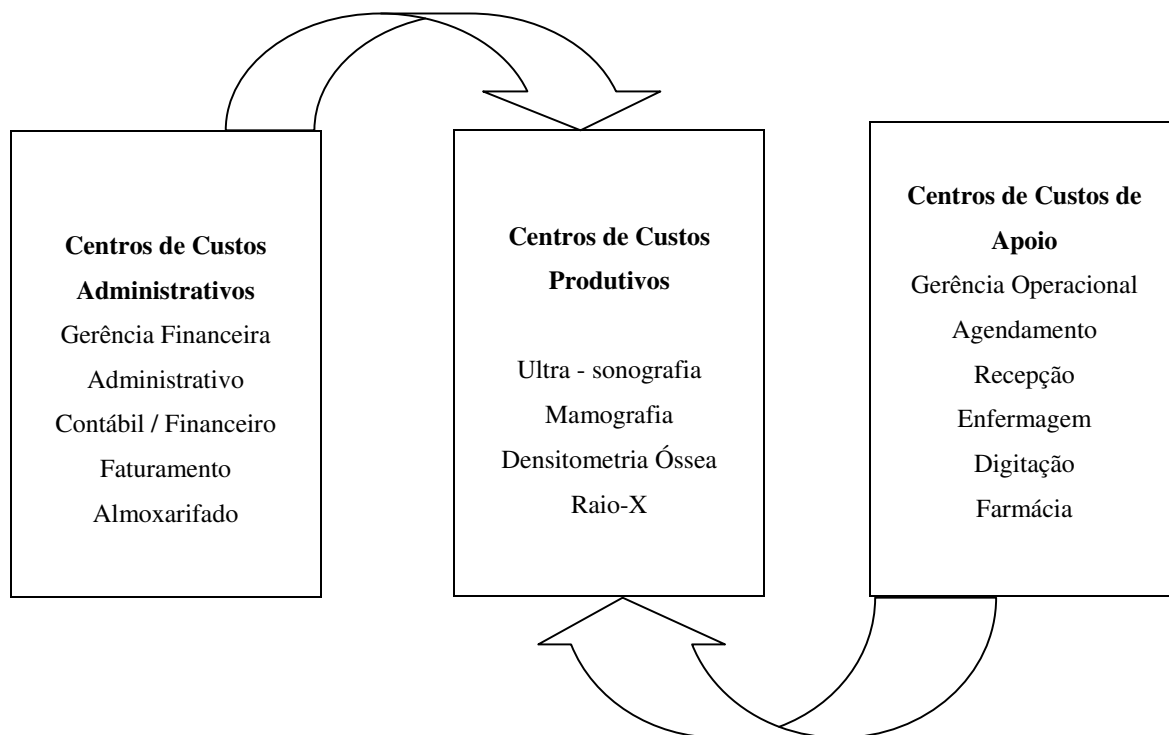 Centros de Custos
Administrativos
Gerência Financeira
Administrativo
Contábil / Financeiro
Faturamento
Almoxarifado
Centros de Custos
Produtivos
Ultra - sonografia
Mamografia
Densitometria Óssea
Raio-X
Centros de Custos de
Apoio
Gerência Operacional
Agendamento
Recepção
Enfermagem
Digitação
Farmácia